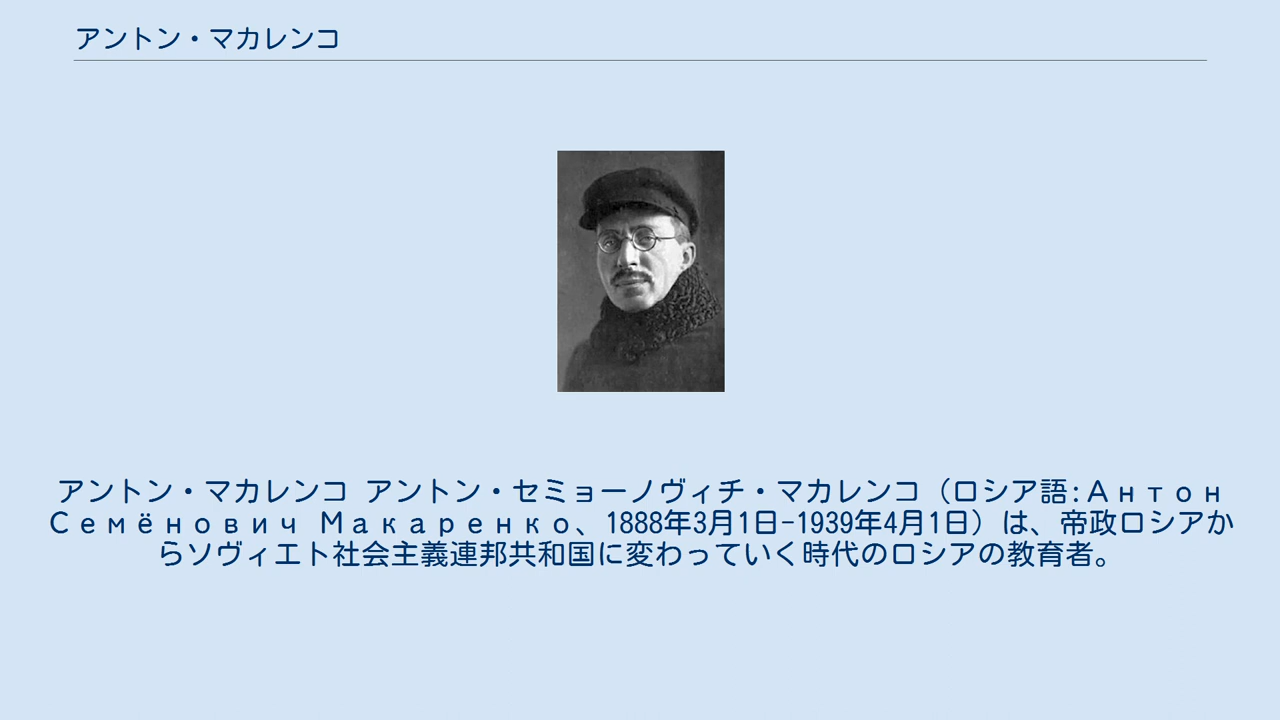 アントン・マカレンコ
アントン・マカレンコ アントン・セミョーノヴィチ・マカレンコ（ロシア語:Антон
Семёнович Макаренко、1888年3月1日-1939年4月1日）は、帝政ロシアか
らソヴィエト社会主義連邦共和国に変わっていく時代のロシアの教育者。